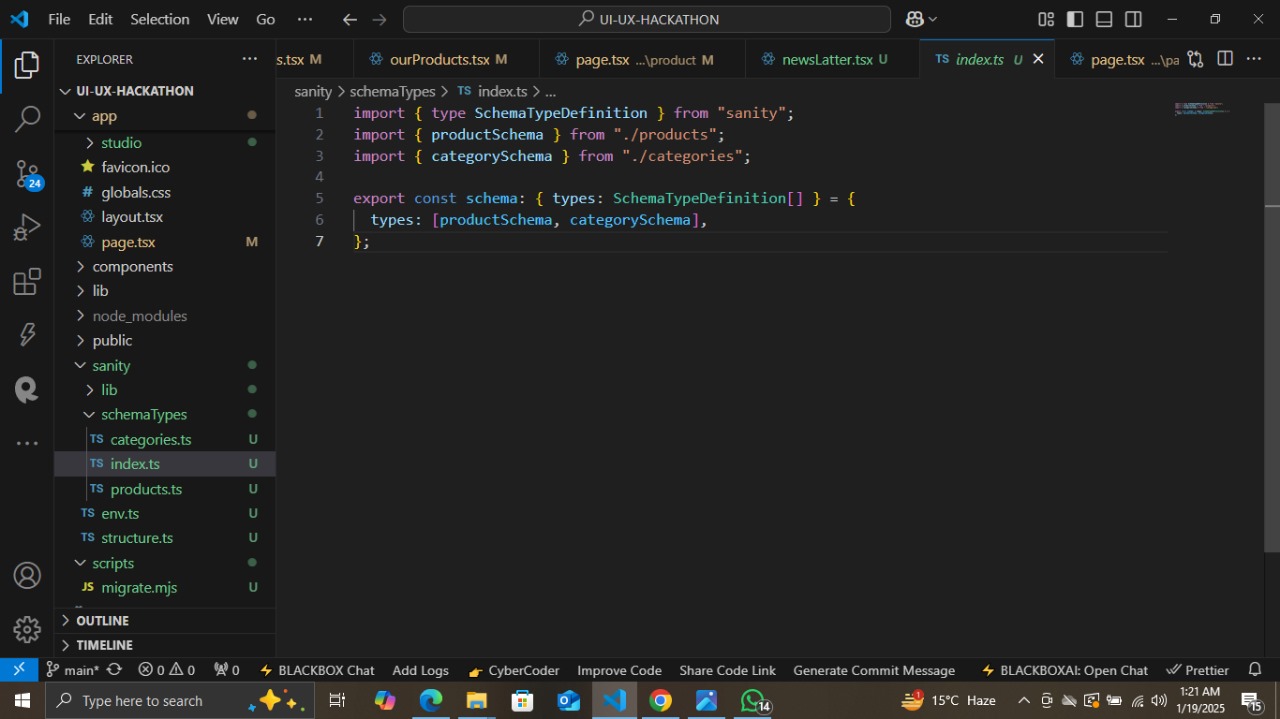 File Edit Selection View Go ··· UI-UX-HACKATHON
EXPLORER ···
s.tsx M ourProducts.tsx M page.tsx ...\product M newsLatter.tsx U TS index.ts U page.tsx ...\pa ···
UI-UX-HACKATHON
sanity > schemaTypes > TS index.ts > ...
app
studio
favicon.ico
# globals.css
layout.tsx
page.tsx M
components
lib
node_modules
public
sanity
lib
schemaTypes
TS categories.ts U
TS index.ts U
TS products.ts U
TS env.ts U
TS structure.ts U
scripts
JS migrate.mjs U
OUTLINE
TIMELINE
24
1 import { type SchemaTypeDefinition } from "sanity";
2 import { productSchema } from "./products";
3 import { categorySchema } from "./categories";
4
5 export const schema: { types: SchemaTypeDefinition[] } = {
6 types: [productSchema, categorySchema],
7 };
main* 0 0 0 BLACKBOX Chat Add Logs CyberCoder Improve Code Share Code Link Generate Commit Message BLACKBOXAI: Open Chat Prettier
Type here to search 14 1 15°C Haze 1:21 AM
1/19/2025 15